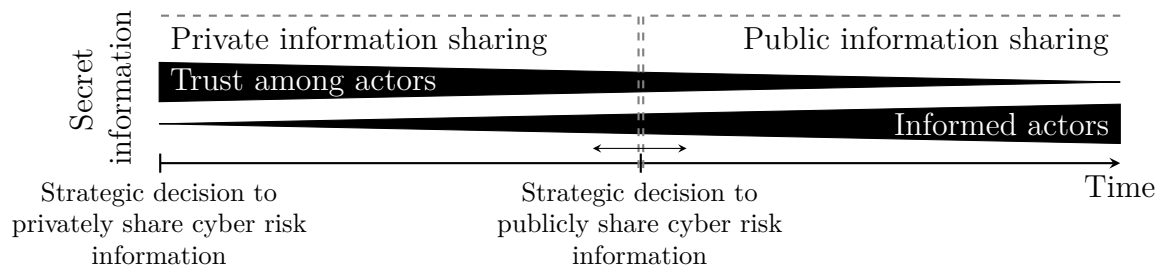 Secret
information
Private information sharing
Public information sharing
Trust among actors
Informed actors
Time
Strategic decision to
privately share cyber risk
information
Strategic decision to
publicly share cyber risk
information